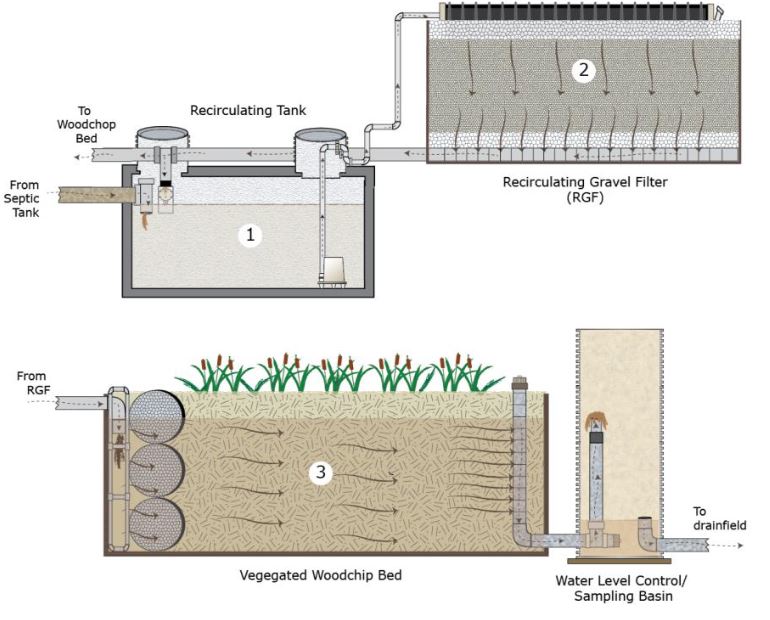 2
Recirculating Tank
To
Woodchop
Bed
Recirculating Gravel Filter
(RGF)
From
Septic
Tank
1
From
RGF
3
To
drainfield
Vegegated Woodchip Bed
Water Level Control/
Sampling Basin